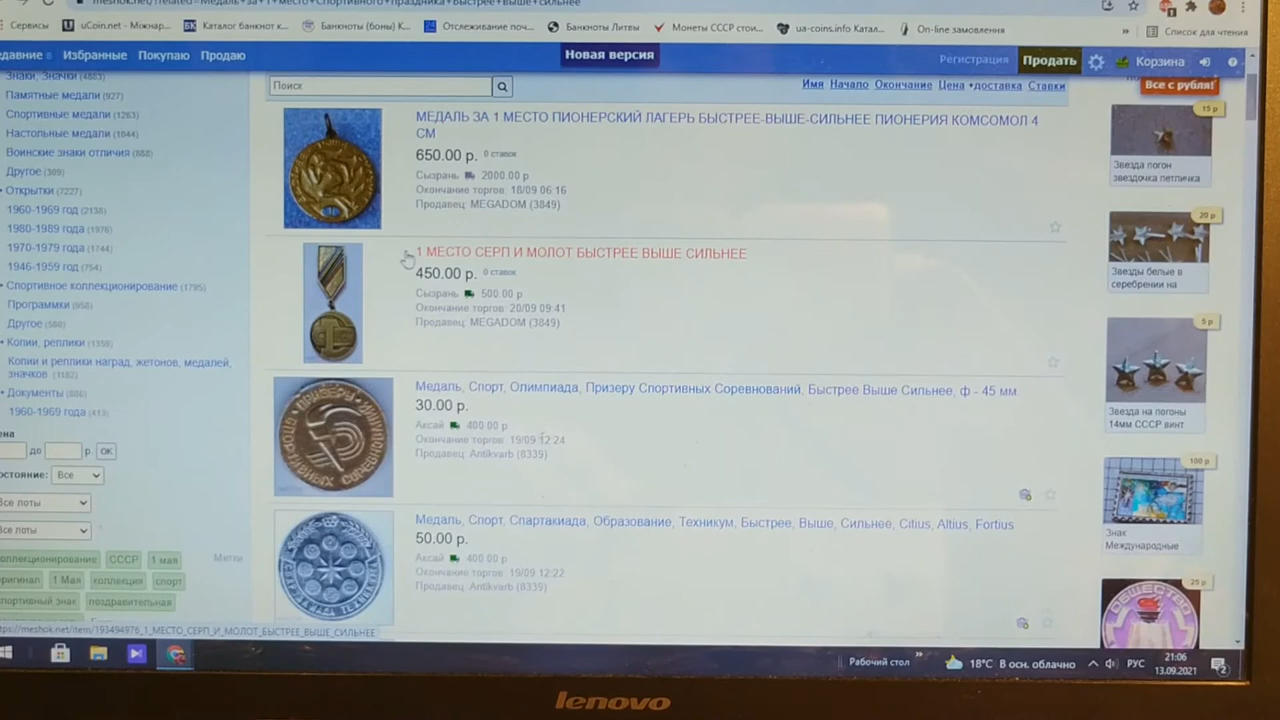 Сервисы
uCoin.net - Мокнар...
Каталог банкнот к...
Банкноты (боны) К...
Отслеживание поч...
Банкноты Литвы
Монеты СССР стои...
ua-coins.info Катал...
On-line замовлення
»
Список для чтения
Избранные
Покупаю
Продаю
Новая версия
Регистрация
Продать
Корзина
Знаки, Значки (4883)
Памятные медали (927)
Спортивные медали (1263)
Настольные медали (1044)
Воинские знаки отличия (888)
Другое (309)
Открытки (7227)
1960-1969 год (2138)
1980-1989 год (1976)
1970-1979 год (1744)
1946-1959 год (754)
Спортивное коллекционирование (1795)
Программки (958)
Другое (580)
Копии, реплики (1359)
Копии и реплики наград, жетонов, медалей,
значков (1182)
Документы (886)
1960-1969 года (413)
до р. OK
Все
Все лоты
Все лоты
СССР 1 мая
Метки
1 Мая коллекция спорт
поздравительная
Поиск
Имя Начало Окончание Цена +доставка Ставки
МЕДАЛЬ ЗА 1 МЕСТО ПИОНЕРСКИЙ ЛАГЕРЬ БЫСТРЕЕ-ВЫШЕ-СИЛЬНЕЕ ПИОНЕРИЯ КОМСОМОЛ 4
СМ
650.00 р. 0 ставок
Сызрань 2000.00 р
Окончание торгов: 18/09 06:16
Продавец: MEGADOM (3849)
1 МЕСТО СЕРП И МОЛОТ БЫСТРЕЕ ВЫШЕ СИЛЬНЕЕ
450.00 р. 0 ставок
Сызрань 500.00 р
Окончание торгов: 20/09 09:41
Продавец: MEGADOM (3849)
Медаль, Спорт, Олимпиада, Призеру Спортивных Соревнований, Быстрее Выше Сильнее, ф - 45 мм.
30.00 р.
Аксай 400.00 р
Окончание торгов: 19/09 12:24
Продавец: Antikvarb (8339)
ПРИЗЕРУ
СПОРТИВНЫХ СОРЕВНОВАНИЙ
Медаль, Спорт, Спартакиада, Образование, Техникум, Быстрее, Выше, Сильнее, Citius, Altius, Fortius
50.00 р.
Аксай 400.00 р
Окончание торгов: 19/09 12:22
Продавец: Antikvarb (8339)
Все с рубля!
15 р
Звезда погон
звездочка петличка
20 р
Звезды белые в
серебрении на
5 р
Звезда на погоны
14мм СССР винт
100 р
Знак
Международные
25 р
ОБЩЕСТВО
meshok.net/item/193494976_1_МЕСТО_СЕРП_И_МОЛОТ_БЫСТРЕЕ_ВЫШЕ_СИЛЬНЕЕ
Рабочий стол
»
18°C В осн. облачно
РУС
21:06
13.09.2021
2
lenovo